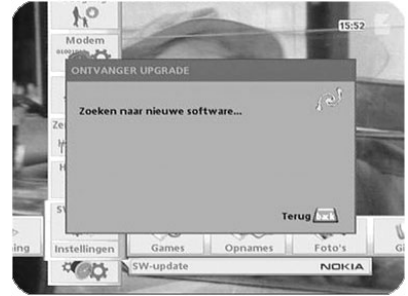 15:52
Modem
ONTVANGER UPGRADE
Zoeken naar nieuwe software...
Terug
Instellingen
Games
Opnames
Foto's
SW-update
NOKIA